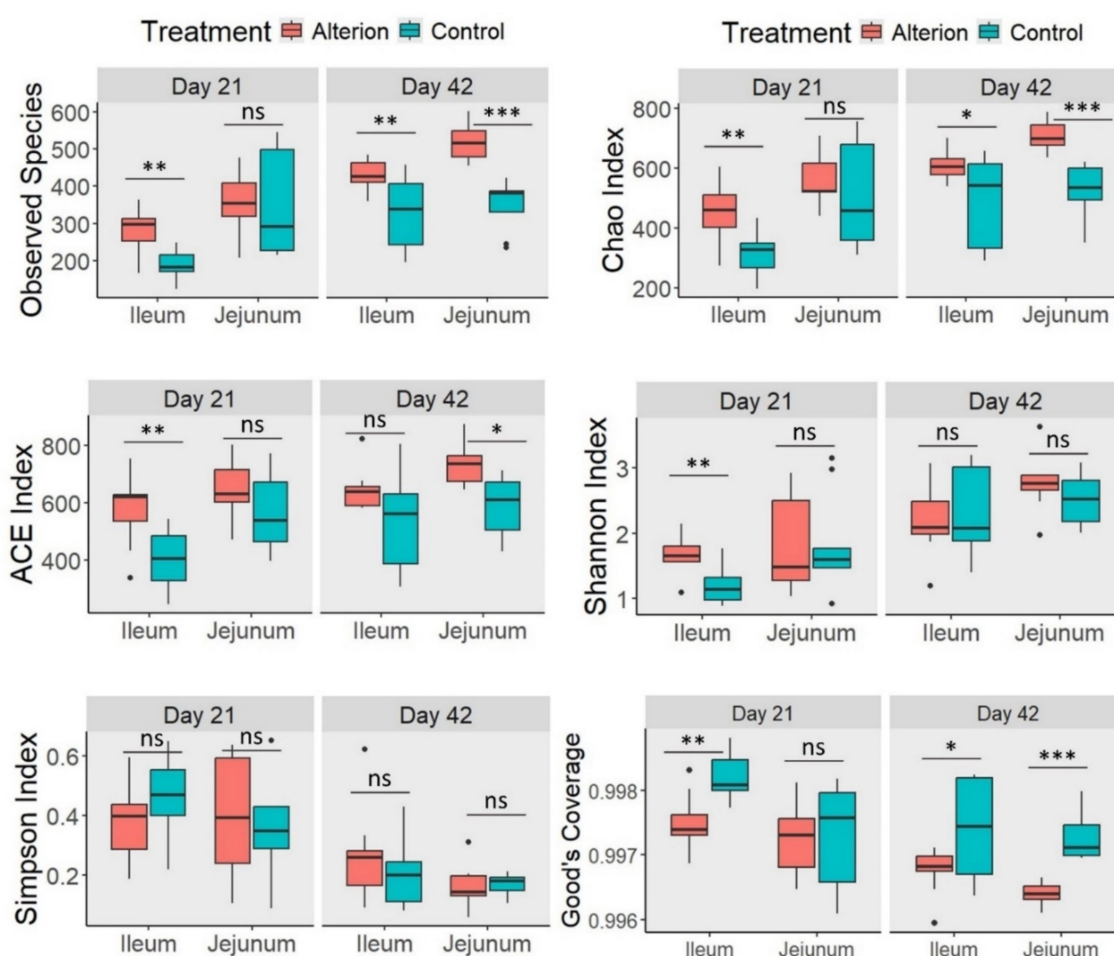 Treatment Alterion Control
Day 21 Day 42
Observed Species
600
500
400
300
200
** ns ** ***
Ileum Jejunum Ileum Jejunum
Treatment Alterion Control
Day 21 Day 42
Chao Index
800
600
400
200
** ns * ***
Ileum Jejunum Ileum Jejunum
Day 21 Day 42
ACE Index
800
600
400
** ns ns *
Ileum Jejunum Ileum Jejunum
Day 21 Day 42
Shannon Index
3
2
1
** ns ns ns
Ileum Jejunum Ileum Jejunum
Day 21 Day 42
Simpson Index
0.6
0.4
0.2
ns ns ns ns
Ileum Jejunum Ileum Jejunum
Day 21 Day 42
Good's Coverage
0.998
0.997
0.996
** ns * ***
Ileum Jejunum Ileum Jejunum